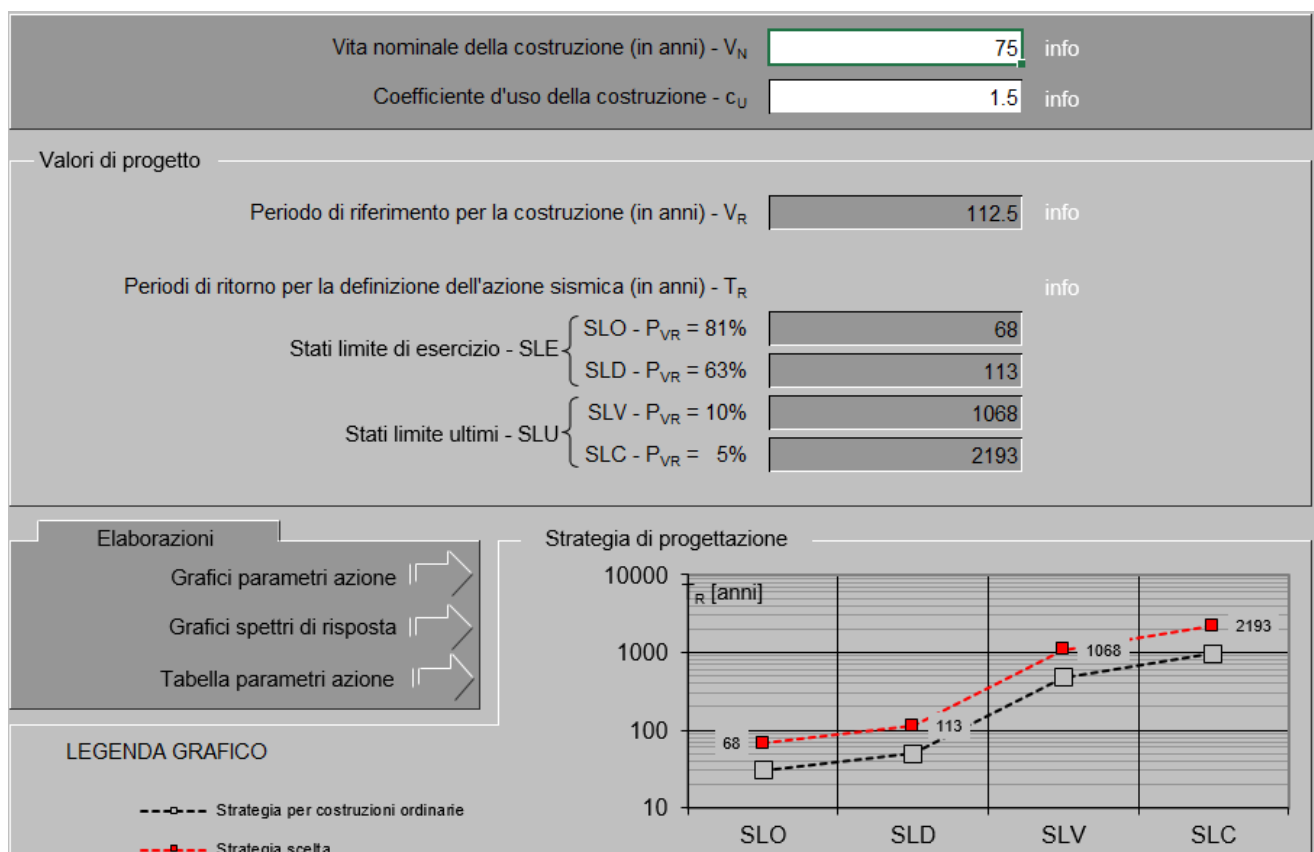 Vita nominale della costruzione (in anni) - VN 75 info
Coefficiente d'uso della costruzione - cU 1.5 info
Valori di progetto
Periodo di riferimento per la costruzione (in anni) - VR 112.5 info
Periodi di ritorno per la definizione dell'azione sismica (in anni) - TR info
Stati limite di esercizio - SLE
SLO - PVR = 81% 68
SLD - PVR = 63% 113
Stati limite ultimi - SLU
SLV - PVR = 10% 1068
SLC - PVR = 5% 2193
Elaborazioni
Grafici parametri azione
Grafici spettri di risposta
Tabella parametri azione
Strategia di progettazione
TR [anni]
10000
1000
100
10
68
113
1068
2193
SLO SLD SLV SLC
LEGENDA GRAFICO
Strategia per costruzioni ordinarie
Strategia scelta